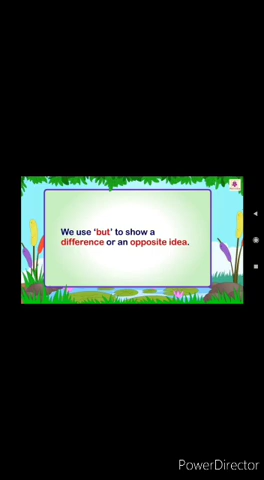 We use ‘but’ to show a
difference or an opposite idea.
PowerDirector